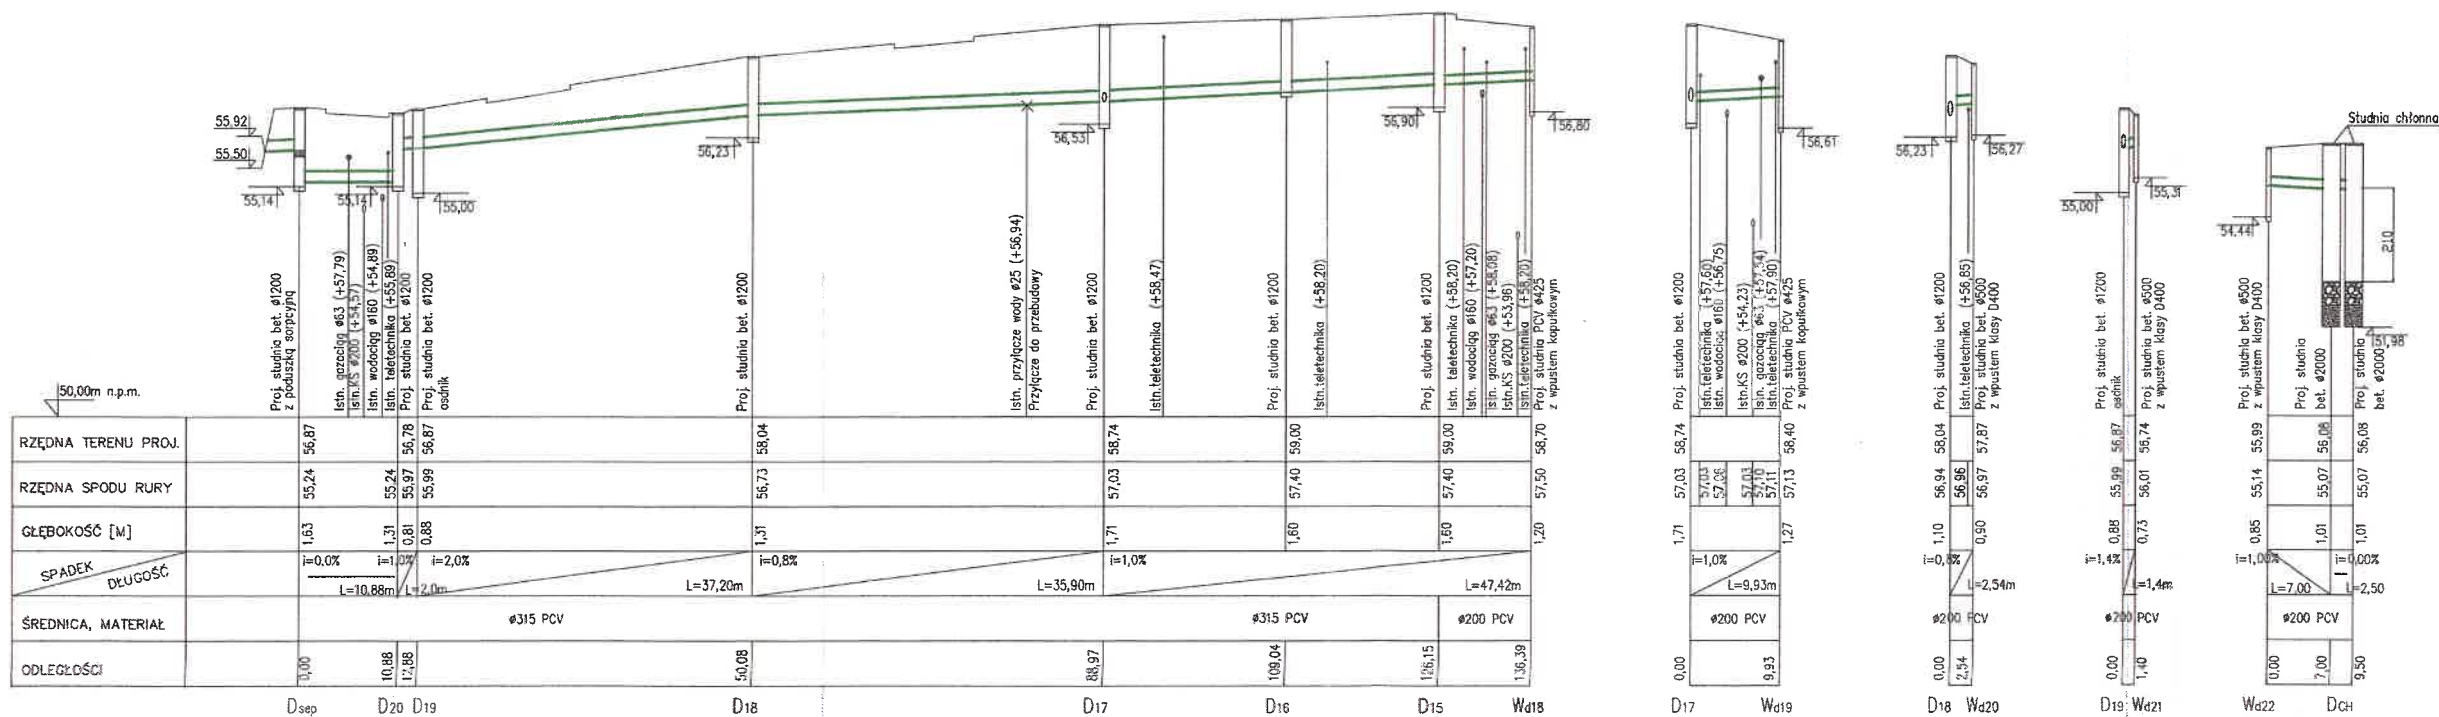 55,92
55,50
55,14
55,14
55,00
56,23
56,53
56,90
56,80
56,61
56,23
56,27
55,00
55,31
54,44
Studnia chłonna
210
51,98
50,00m n.p.m.
Proj. studnia bet. ø1200
z poduszką sorpcyjną
Istn. gazociąg ø63 (+57,79)
Istn.KS ø200 (+54,57)
Istn. wodociąg ø160 (+54,89)
Istn. teletechnika (+55,89)
Proj. studnia bet. ø1200
Proj. studnia bet. ø1200
osdnik
Proj. studnia bet. ø1200
Istn. przyłącze wody ø25 (+56,94)
Przyłącze do przebudowy
Proj. studnia bet. ø1200
Istn.teletechnika (+58,47)
Proj. studnia bet. ø1200
Istn.teletechnika (+58,20)
Proj. studnia bet. ø1200
Istn. teletechnika (+58,20)
Istn. wodociąg ø160 (+57,20)
Istn. gazociąg ø63 (+58,08)
Istn.KS ø200 (+53,96)
Istn.teletechnika (+58,20)
Proj. studnia PCV ø425
z wpustem kopułkowym
Proj. studnia bet. ø1200
Istn.teletechnika (+57,60)
Istn. wodociąg ø160 (+56,75)
Istn.KS ø200 (+54,23)
Istn. gazociąg ø63 (+57,54)
Istn.teletechnika (+57,90)
Proj. studnia PCV ø425
z wpustem kopułkowym
Proj. studnia bet. ø1200
Istn.teletechnika (+56,85)
Proj. studnia bet. ø500
z wpustem klasy D400
Proj. studnia bet. ø1200
osdnik
Proj. studnia bet. ø500
z wpustem klasy D400
Proj. studnia bet. ø500
z wpustem klasy D400
Proj. studnia
bet. ø2000
Proj. studnia
bet. ø2000
RZĘDNA TERENU PROJ. 56,87 56,78 56,87 58,04 58,74 59,00 59,00 58,70 58,74 58,40 58,04 57,87 56,87 56,74 55,99 56,08 56,08
RZĘDNA SPODU RURY 55,24 55,24 55,97 55,99 56,73 57,03 57,40 57,40 57,50 57,03 57,03 57,06 57,03 57,10 57,11 57,13 56,94 56,96 56,97 55,99 56,01 55,14 55,07 55,07
GŁĘBOKOŚĆ [M] 1,63 1,31 0,81 0,88 1,31 1,71 1,60 1,60 1,20 1,71 1,27 1,10 0,90 0,88 0,73 0,85 1,01 1,01
SPADEK i=0,0% i=1,0% i=2,0% i=0,8% i=1,0% i=1,0% i=0,8% i=1,4% i=1,00% i=0,00%
DŁUGOŚĆ L=10,88m L=2,0m L=37,20m L=35,90m L=47,42m L=9,93m L=2,54m L=1,4m L=7,00 L=2,50
ŚREDNICA, MATERIAŁ ø315 PCV ø315 PCV ø200 PCV ø200 PCV ø200 PCV ø200 PCV ø200 PCV
ODLEGŁOŚCI 0,00 10,88 12,88 50,08 88,97 109,04 126,15 136,39 0,00 9,93 0,00 2,54 0,00 1,40 0,00 7,00 9,50
Dsep D20 D19 D18 D17 D16 D15 Wd18 D17 Wd19 D18 Wd20 D19 Wd21 Wd22 DCH